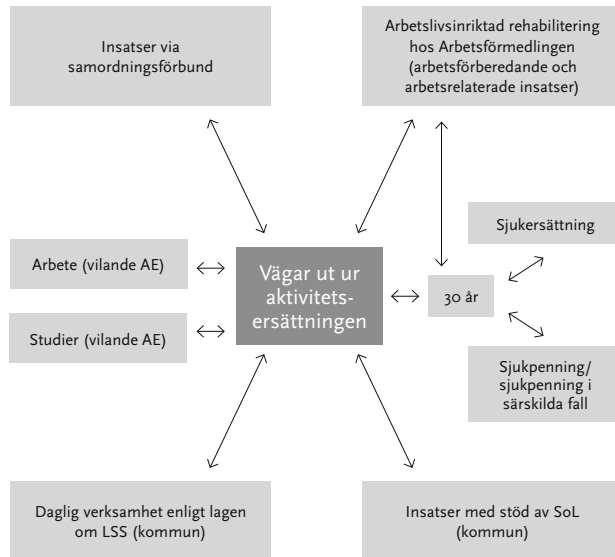 Insatser via
samordningsförbund
Arbetslivsinriktad rehabilitering
hos Arbetsförmedlingen
(arbetsförberedande och
arbetsrelaterade insatser)
Sjukersättning
Arbete (vilande AE)
Vägar ut ur
aktivitets-
ersättningen
30 år
Studier (vilande AE)
Sjukpenning/
sjukpenning i
särskilda fall
Daglig verksamhet enligt lagen
om LSS (kommun)
Insatser med stöd av SoL
(kommun)